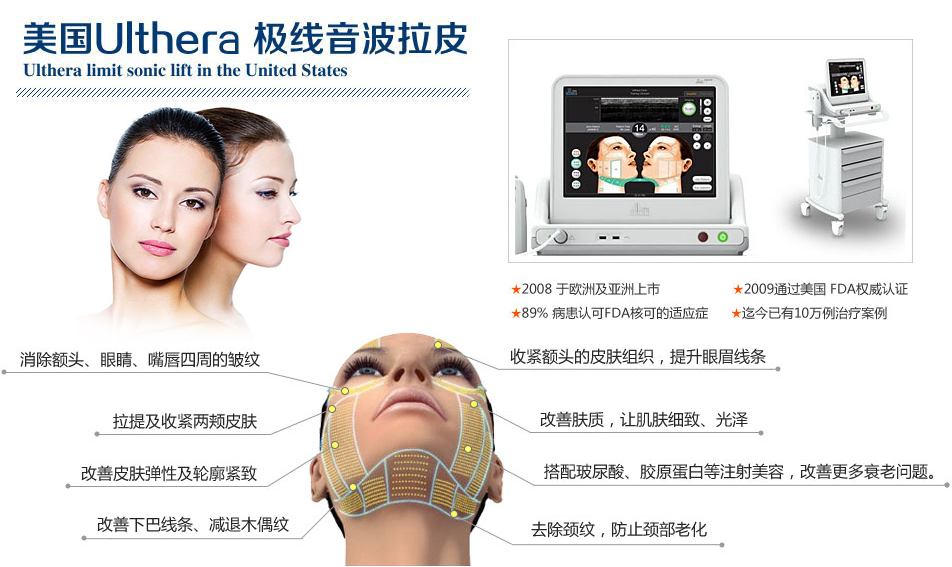 美国Ulthera 极线音波拉皮
Ulthera limit sonic lift in the United States
14
★2008 于欧洲及亚洲上市
★2009通过美国 FDA权威认证
★89% 病患认可FDA核可的适应症
★迄今已有10万例治疗案例
消除额头、眼睛、嘴唇四周的皱纹
收紧额头的皮肤组织，提升眼眉线条
拉提及收紧两颊皮肤
改善肤质，让肌肤细致、光泽
改善皮肤弹性及轮廓紧致
搭配玻尿酸、胶原蛋白等注射美容，改善更多衰老问题。
改善下巴线条、减退木偶纹
去除颈纹，防止颈部老化